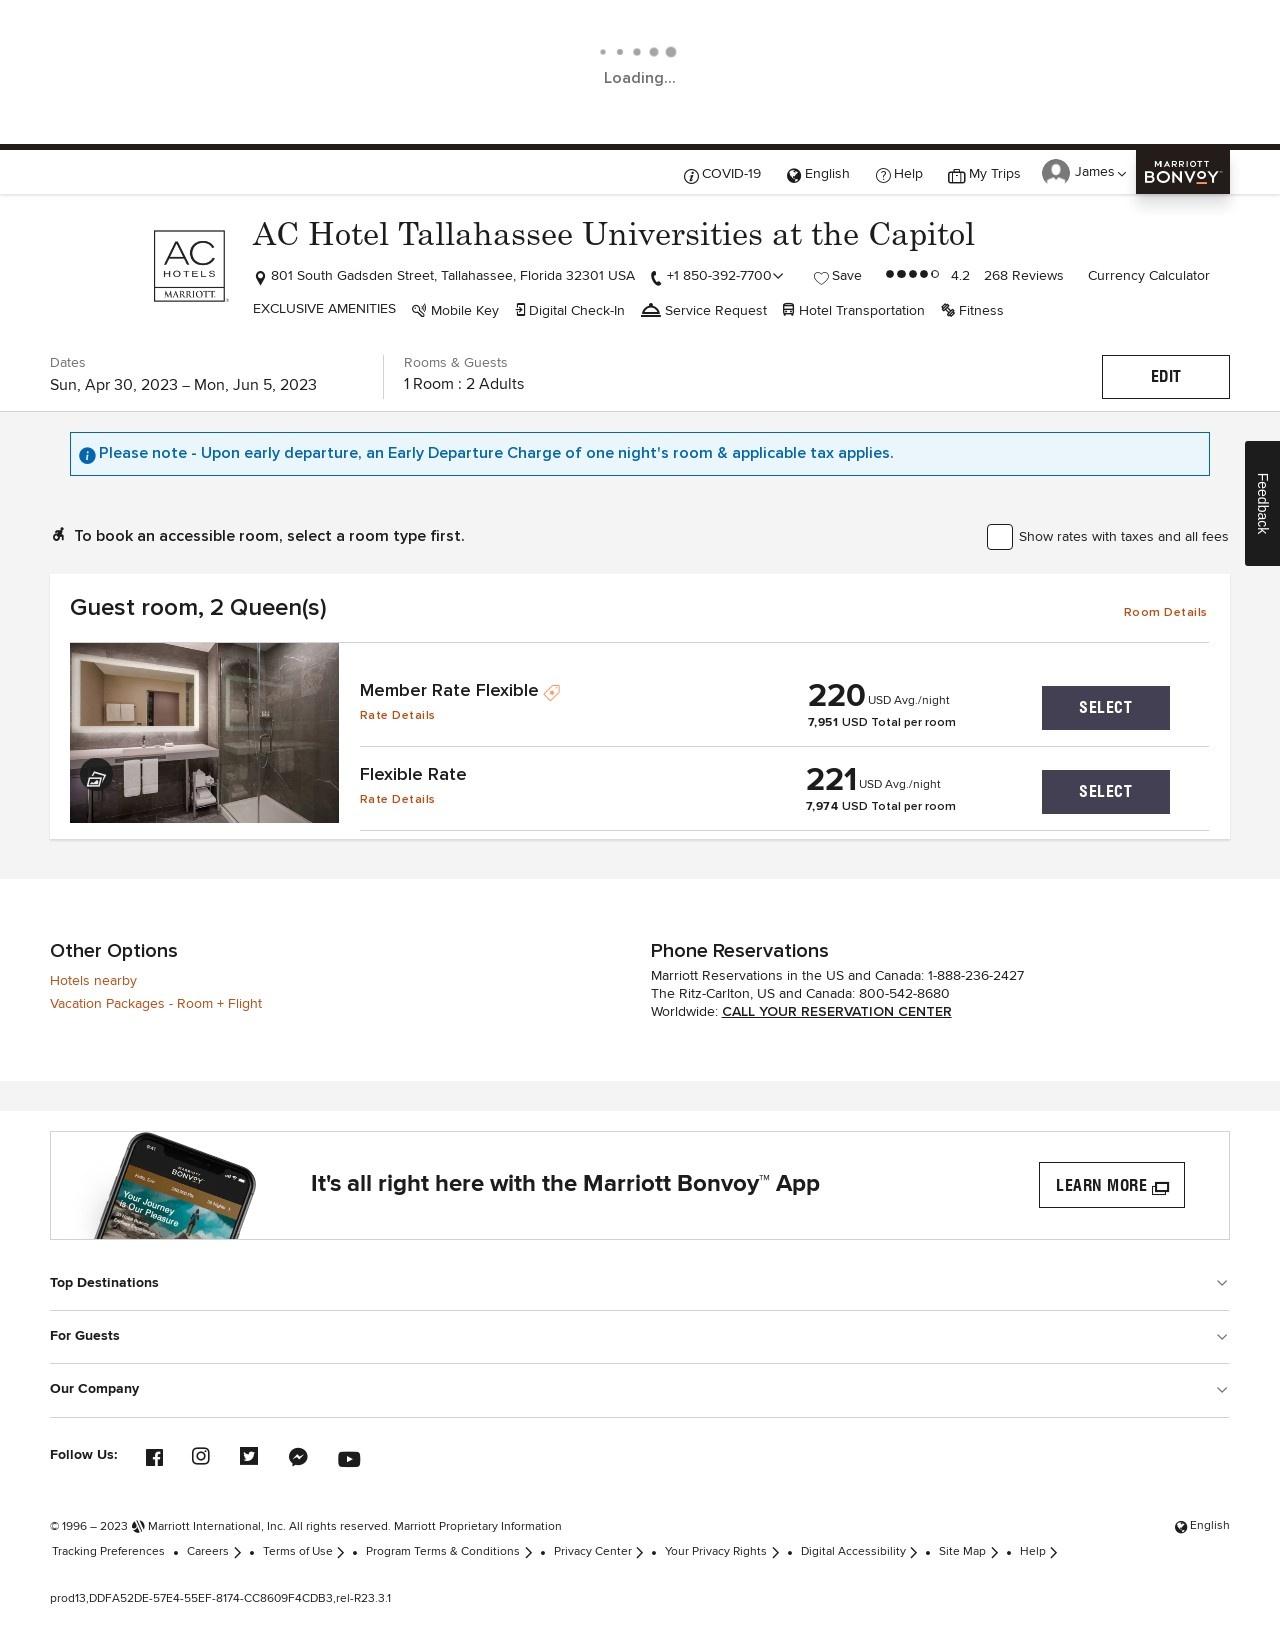 Loading...
COVID-19
English
Help
My Trips
James
MARRIOTT
BONVOY
AC
HOTELS
MARRIOTT
AC Hotel Tallahassee Universities at the Capitol
801 South Gadsden Street, Tallahassee, Florida 32301 USA +1 850-392-7700 Save 4.2 268 Reviews Currency Calculator
EXCLUSIVE AMENITIES Mobile Key Digital Check-In Service Request Hotel Transportation Fitness
Dates
Sun, Apr 30, 2023 – Mon, Jun 5, 2023
Rooms & Guests
1 Room : 2 Adults
EDIT
Please note - Upon early departure, an Early Departure Charge of one night's room & applicable tax applies.
Feedback
To book an accessible room, select a room type first.
Show rates with taxes and all fees
Guest room, 2 Queen(s)
Room Details
Member Rate Flexible
Rate Details
220 USD Avg./night
7,951 USD Total per room
SELECT
Flexible Rate
Rate Details
221 USD Avg./night
7,974 USD Total per room
SELECT
Other Options
Hotels nearby
Vacation Packages - Room + Flight
Phone Reservations
Marriott Reservations in the US and Canada: 1-888-236-2427
The Ritz-Carlton, US and Canada: 800-542-8680
Worldwide: CALL YOUR RESERVATION CENTER
9:41
MARRIOTT
BONVOY
Your Journey
is Our Pleasure
It's all right here with the Marriott Bonvoy™ App
LEARN MORE
Top Destinations
For Guests
Our Company
Follow Us:
© 1996 – 2023 Marriott International, Inc. All rights reserved. Marriott Proprietary Information
English
Tracking Preferences • Careers • Terms of Use • Program Terms & Conditions • Privacy Center • Your Privacy Rights • Digital Accessibility • Site Map • Help
prod13,DDFA52DE-57E4-55EF-8174-CC8609F4CDB3,rel-R23.3.1